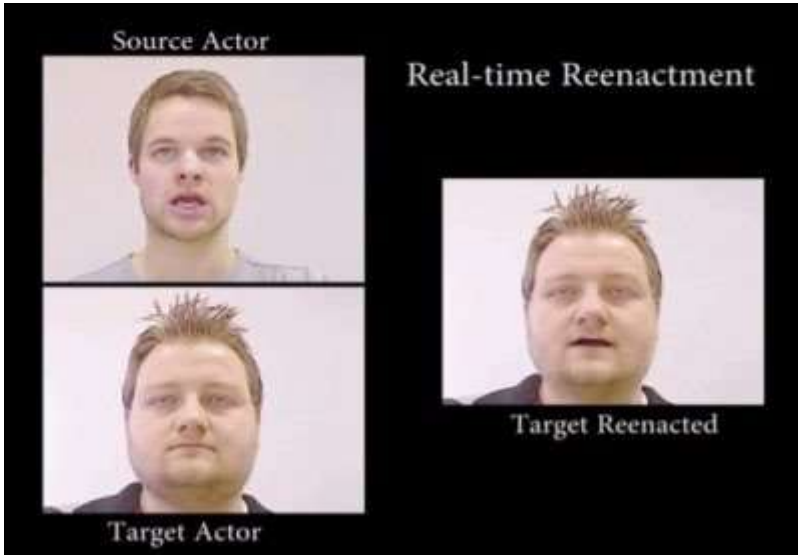 Source Actor
Real-time Reenactment
Target Reenacted
Target Actor